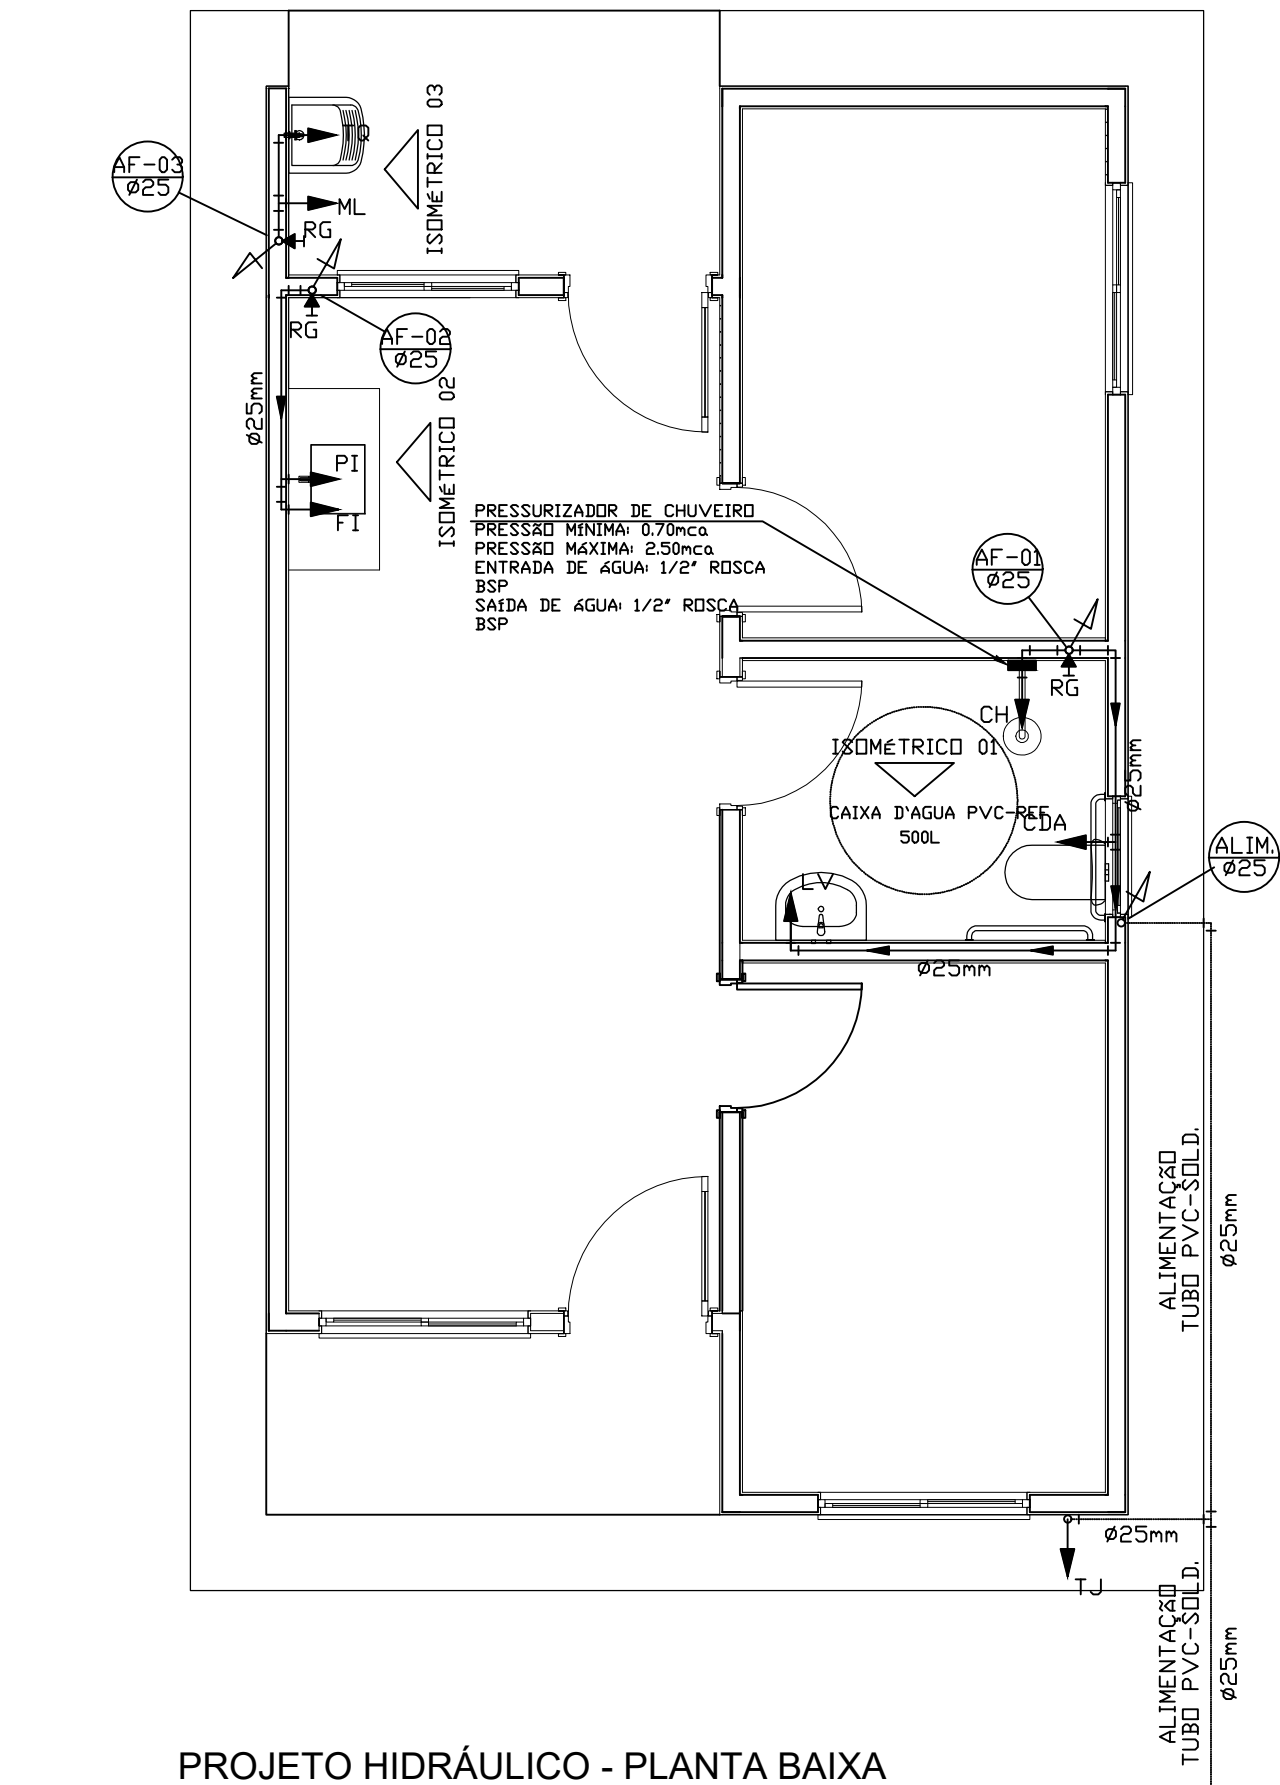 ISOMÉTRICO 03
TQ
AF-03
Ø25
ML
RG
RG
AF-02
Ø25
Ø25mm
ISOMÉTRICO 02
PI
FI
PRESSURIZADOR DE CHUVEIRO
PRESSÃO MÍNIMA: 0.70mca
PRESSÃO MÁXIMA: 2.50mca
ENTRADA DE ÁGUA: 1/2" ROSCA
BSP
SAÍDA DE ÁGUA: 1/2" ROSCA
BSP
AF-01
Ø25
RG
CH
ISOMÉTRICO 01
Ø25mm
CAIXA D'AGUA PVC-REF
500L
CDA
ALIM.
Ø25
LV
Ø25mm
ALIMENTAÇÃO
TUBO PVC-SOLD.
Ø25mm
Ø25mm
TJ
ALIMENTAÇÃO
TUBO PVC-SOLD.
Ø25mm
PROJETO HIDRÁULICO - PLANTA BAIXA